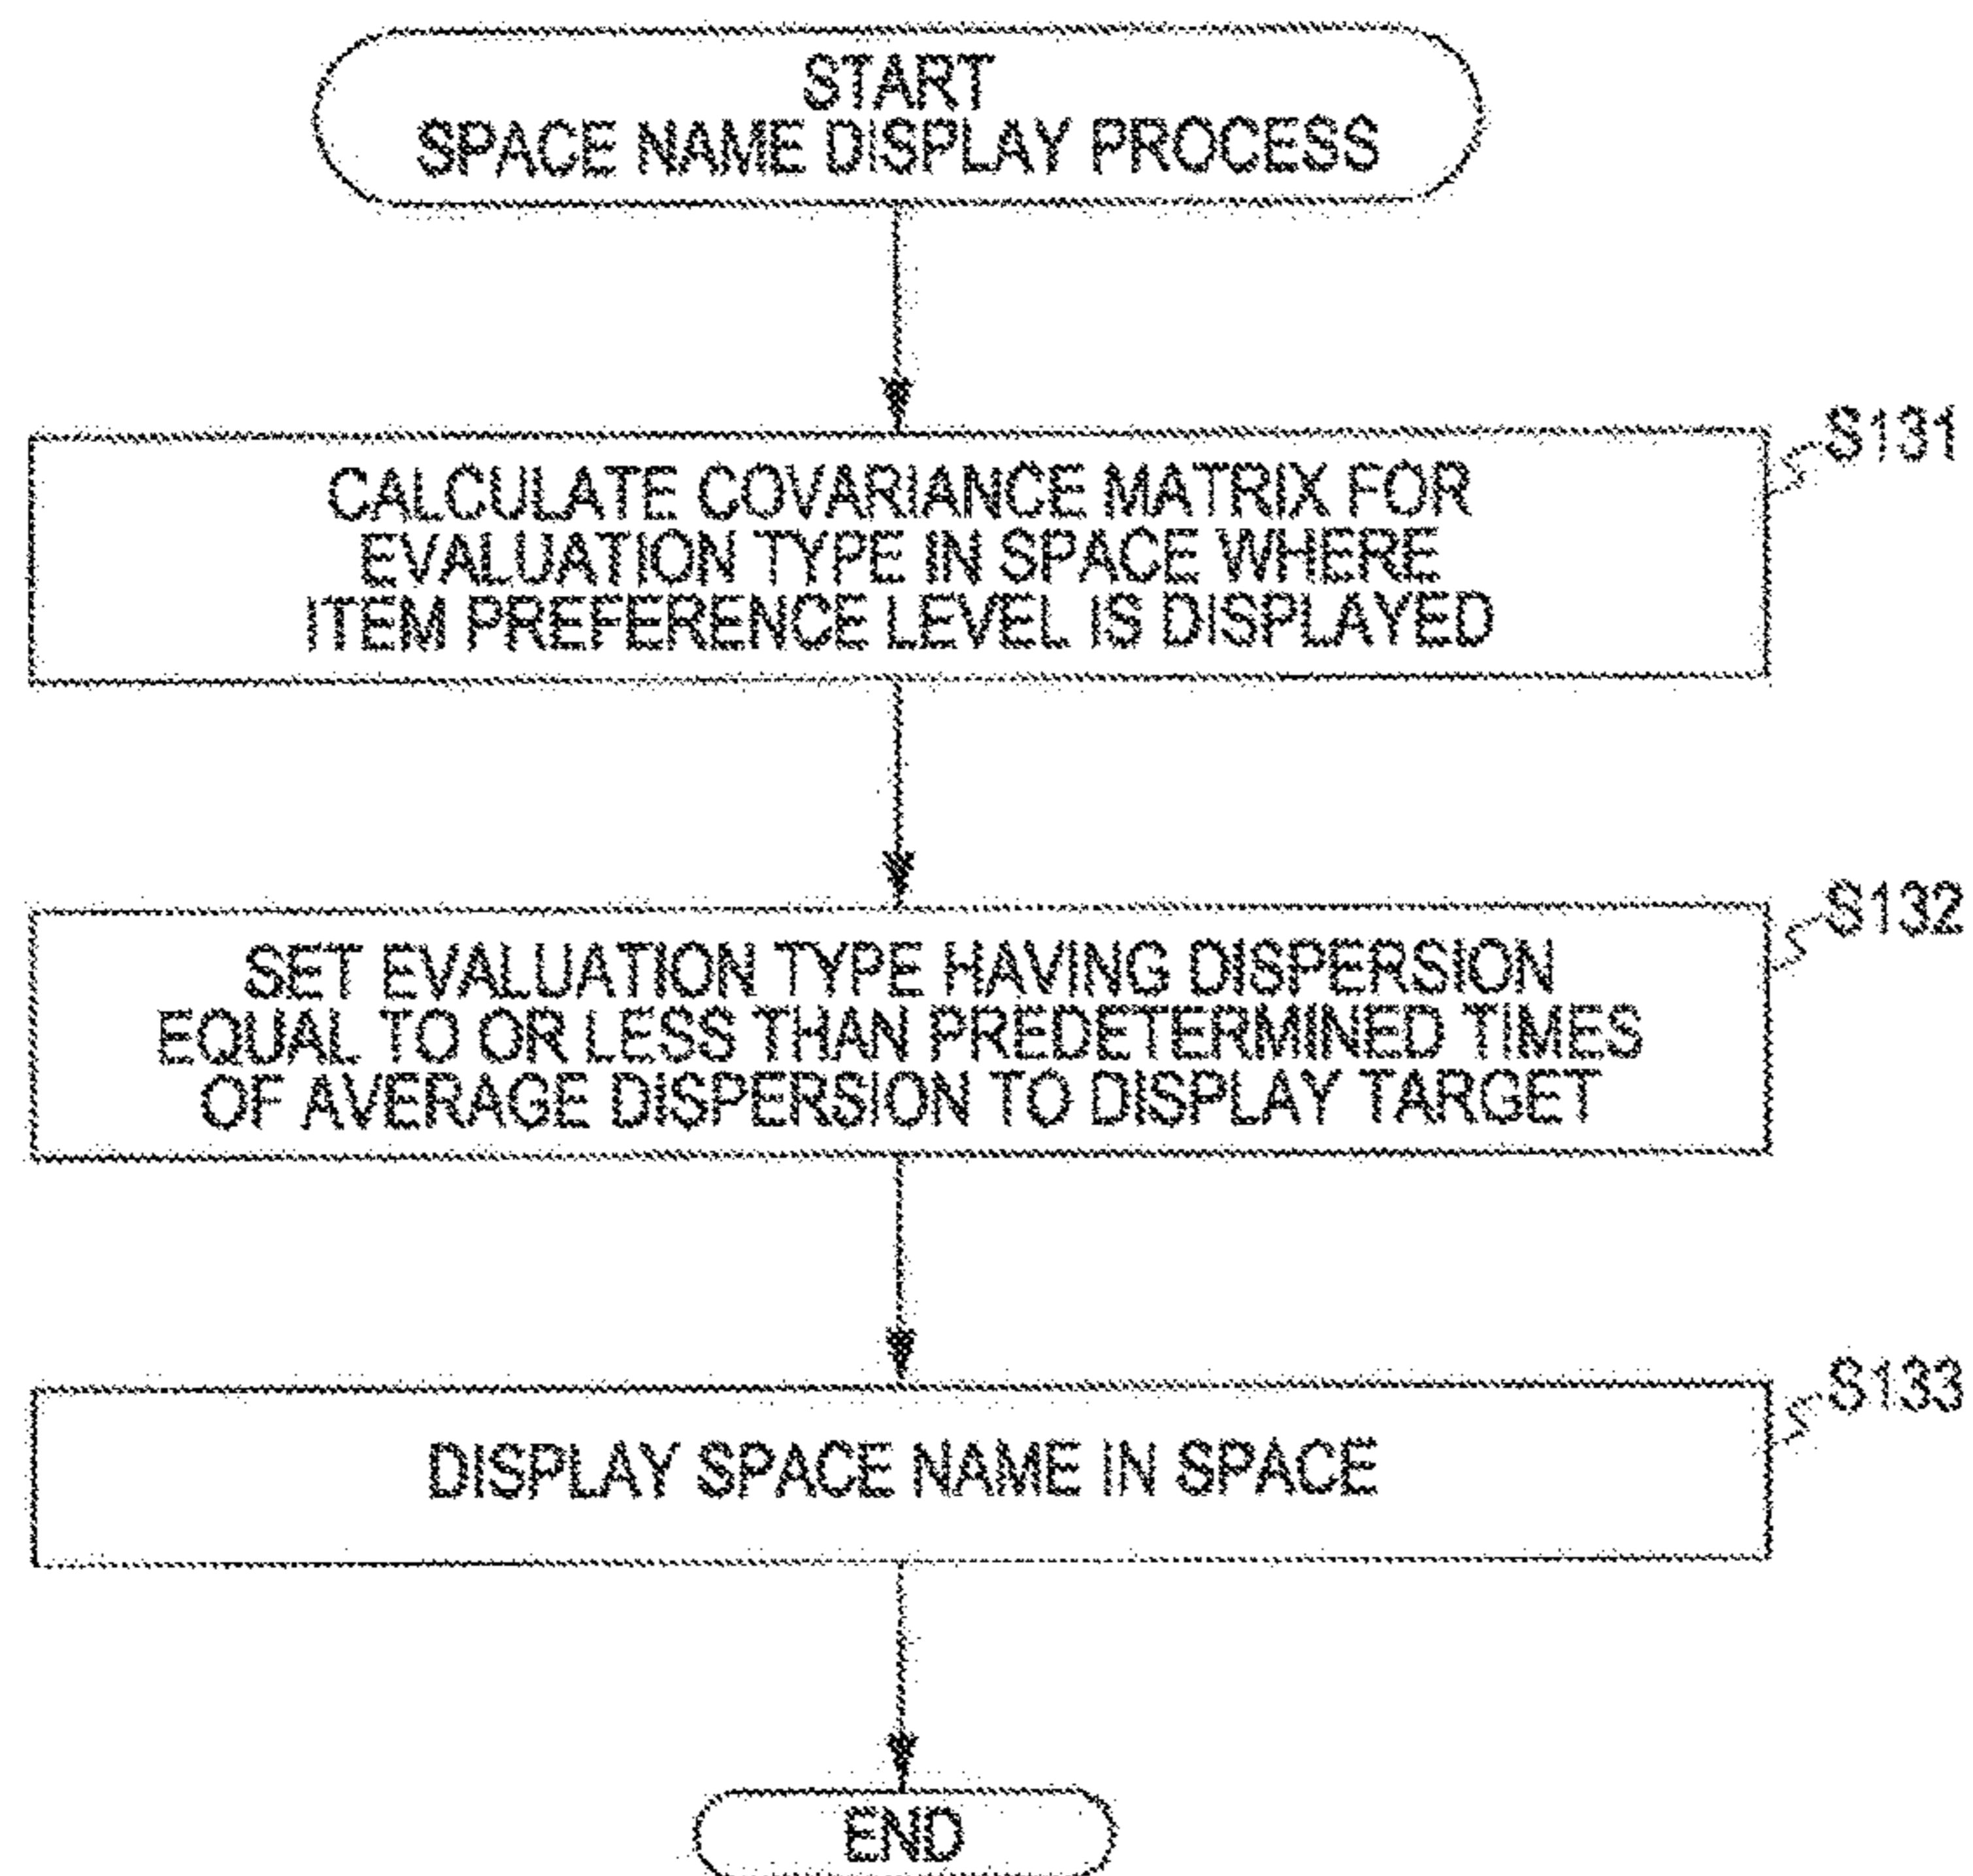 START
SPACE NAME DISPLAY PROCESS
S131
CALCULATE COVARIANCE MATRIX FOR
EVALUATION TYPE IN SPACE WHERE
ITEM PREFERENCE LEVEL IS DISPLAYED
S132
SET EVALUATION TYPE HAVING DISPERSION
EQUAL TO OR LESS THAN PREDETERMINED TIMES
OF AVERAGE DISPERSION TO DISPLAY TARGET
S133
DISPLAY SPACE NAME IN SPACE
END